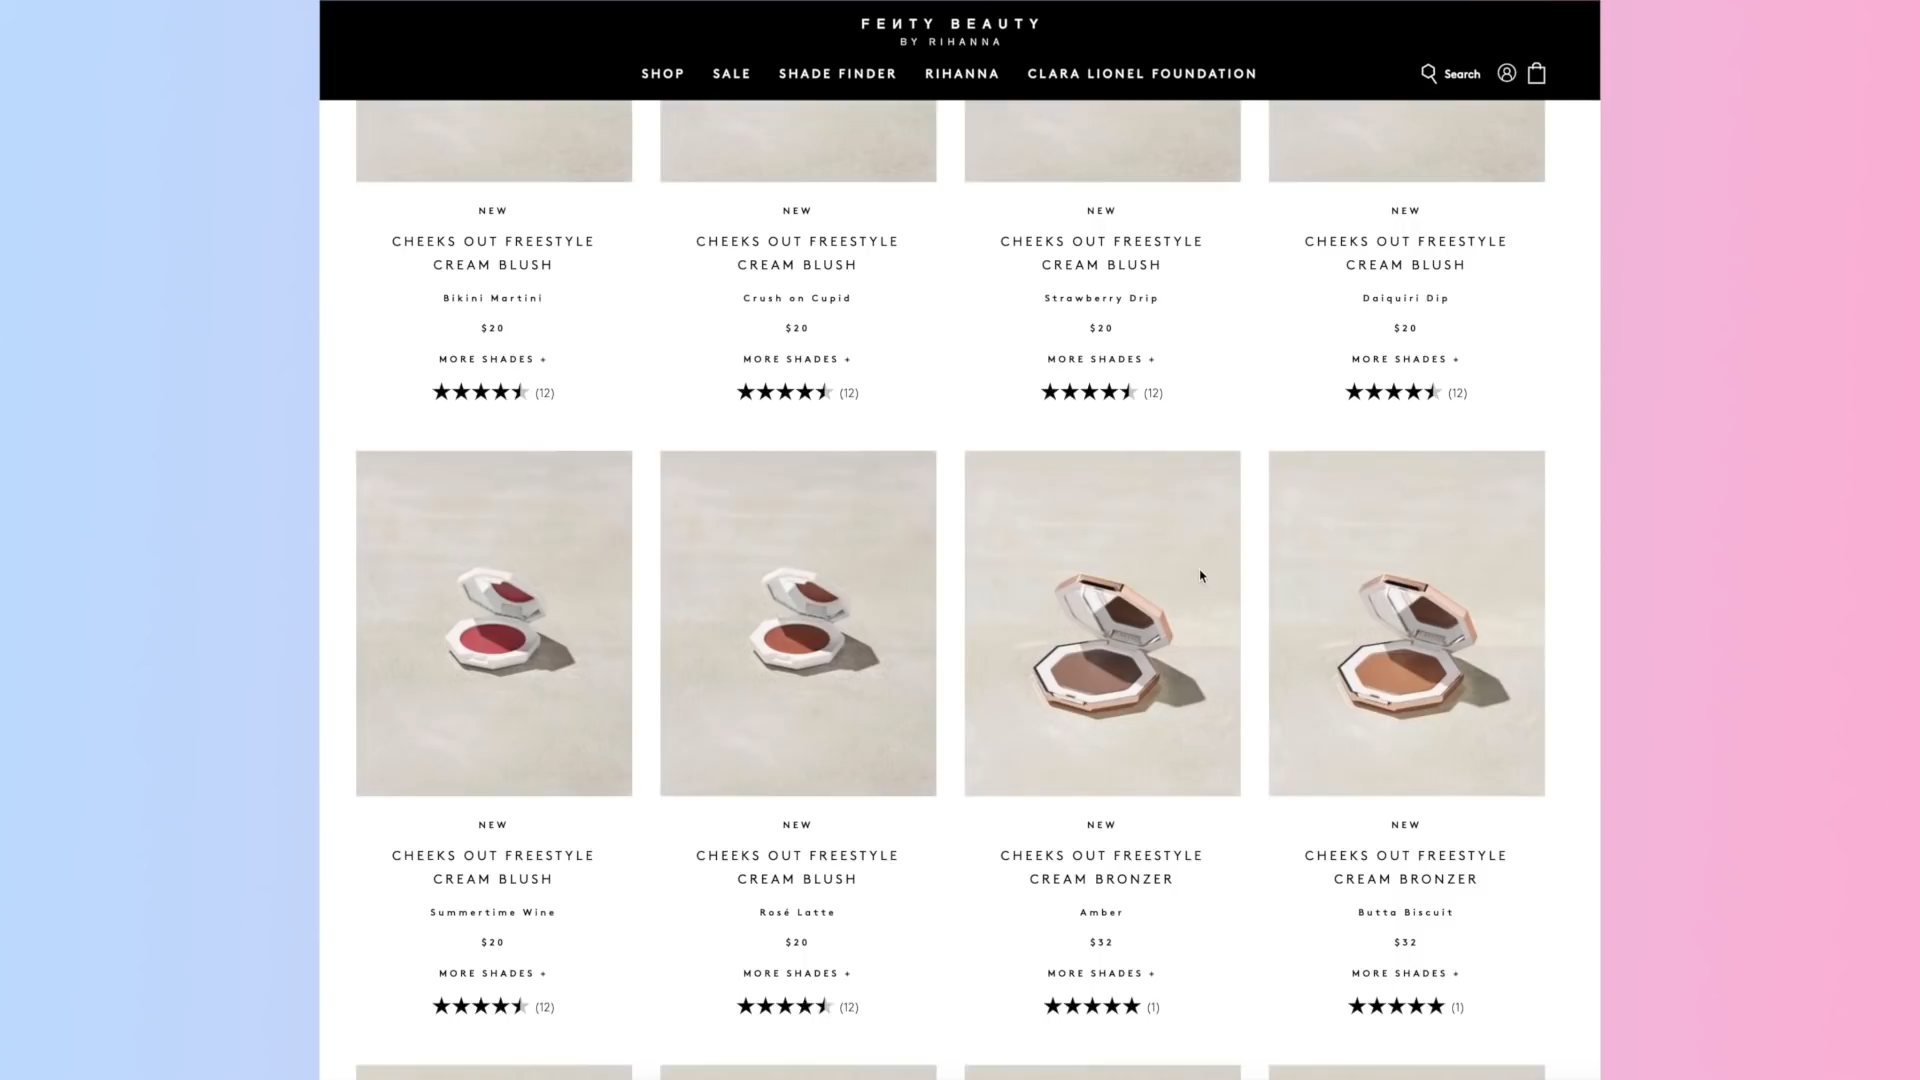 FEИTY BEAUTY
BY RIHANNA
SHOP SALE SHADE FINDER RIHANNA CLARA LIONEL FOUNDATION Search
NEW NEW NEW NEW
CHEEKS OUT FREESTYLE CHEEKS OUT FREESTYLE CHEEKS OUT FREESTYLE CHEEKS OUT FREESTYLE
CREAM BLUSH CREAM BLUSH CREAM BLUSH CREAM BLUSH
Bikini Martini Crush on Cupid Strawberry Drip Daiquiri Dip
$20 $20 $20 $20
MORE SHADES + MORE SHADES + MORE SHADES + MORE SHADES +
(12) (12) (12) (12)
NEW NEW NEW NEW
CHEEKS OUT FREESTYLE CHEEKS OUT FREESTYLE CHEEKS OUT FREESTYLE CHEEKS OUT FREESTYLE
CREAM BLUSH CREAM BLUSH CREAM BRONZER CREAM BRONZER
Summertime Wine Rosé Latte Amber Butta Biscuit
$20 $20 $32 $32
MORE SHADES + MORE SHADES + MORE SHADES + MORE SHADES +
(12) (12) (1) (1)